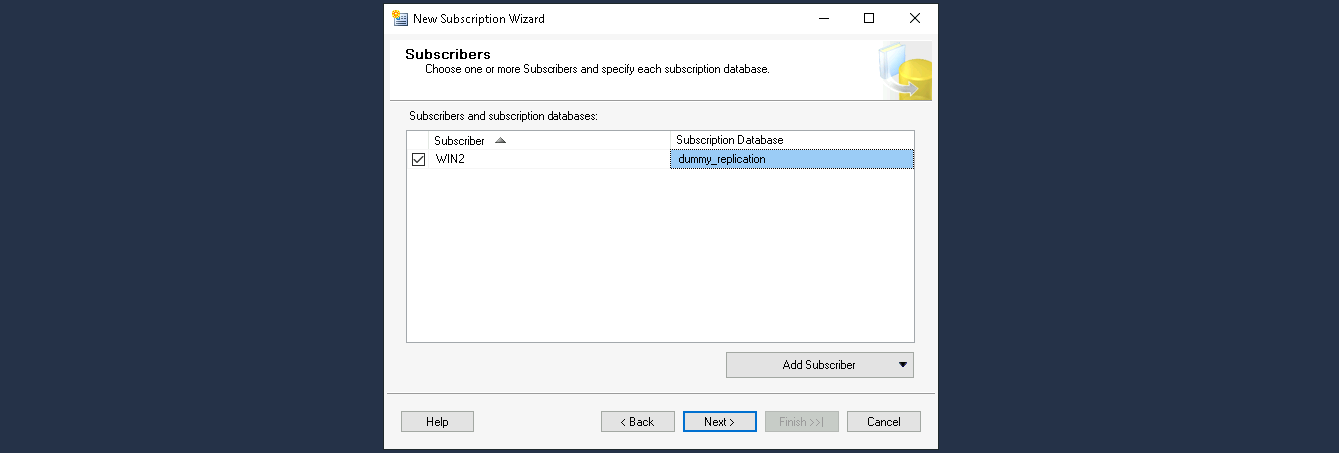 New Subscription Wizard
Subscribers
Choose one or more Subscribers and specify each subscription database.
Subscribers and subscription databases:
Subscriber Subscription Database
WIN2 dummy_replication
Add Subscriber
Help < Back Next > Finish >>| Cancel